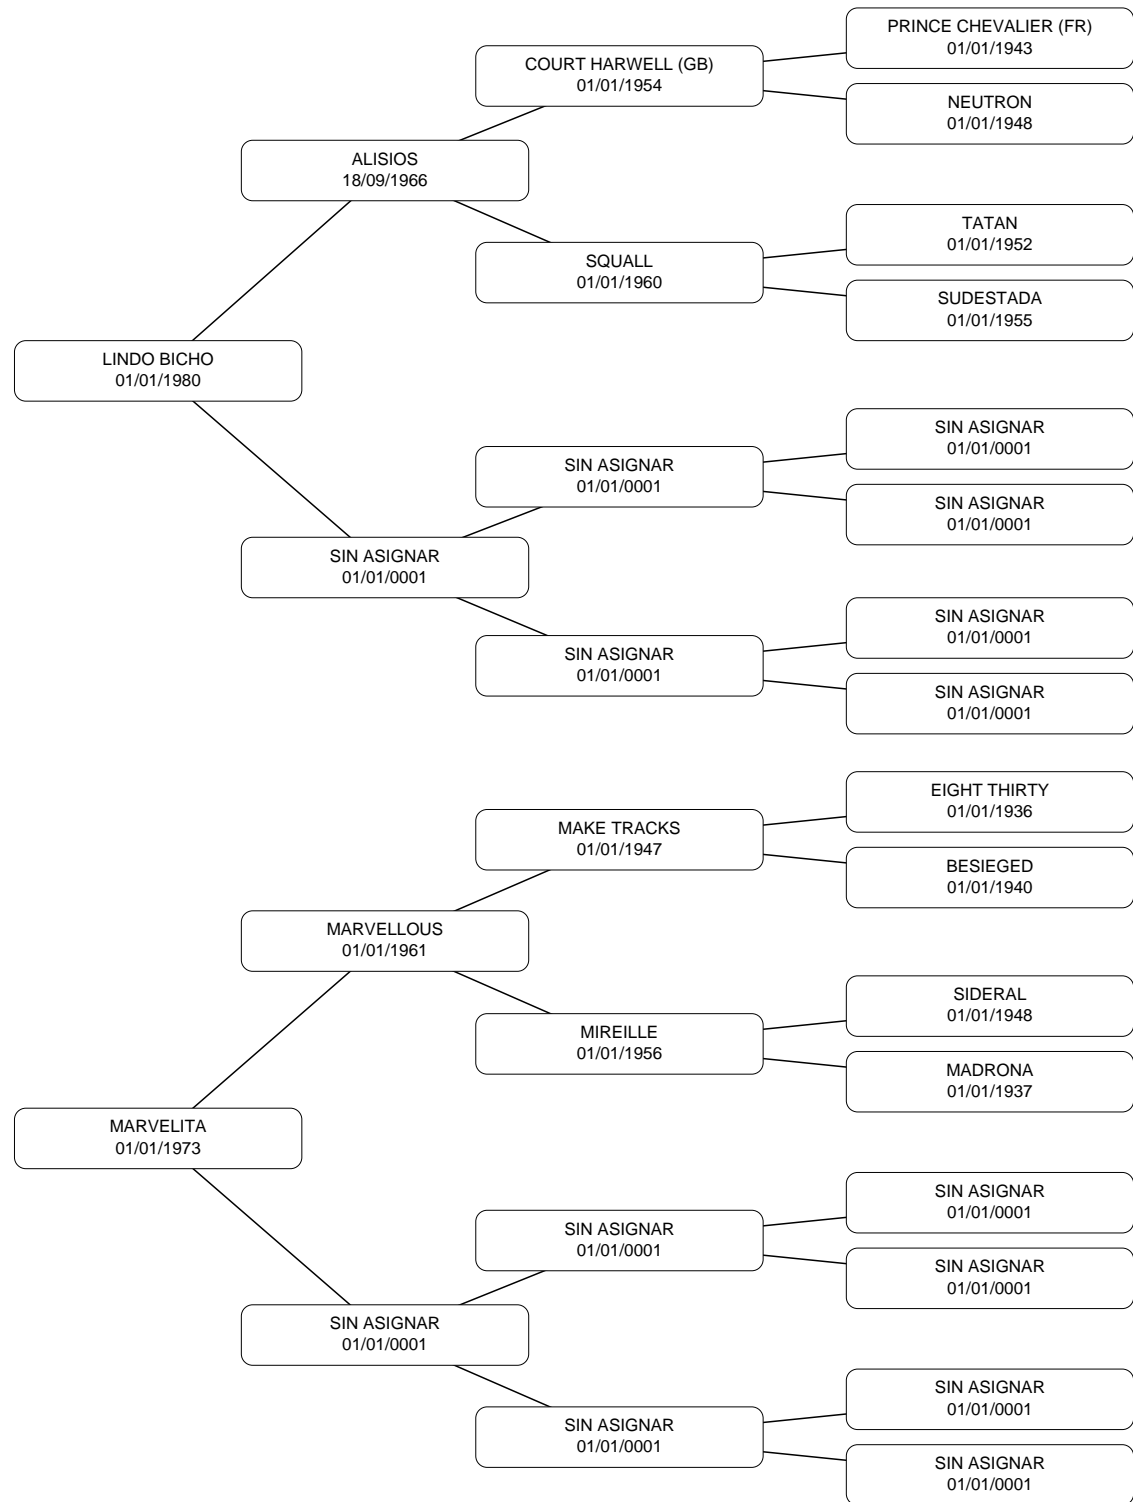 PRINCE CHEVALIER (FR)
01/01/1943
COURT HARWELL (GB)
01/01/1954
NEUTRON
01/01/1948
ALISIOS
18/09/1966
TATAN
01/01/1952
SQUALL
01/01/1960
SUDESTADA
01/01/1955
LINDO BICHO
01/01/1980
SIN ASIGNAR
01/01/0001
SIN ASIGNAR
01/01/0001
SIN ASIGNAR
01/01/0001
SIN ASIGNAR
01/01/0001
SIN ASIGNAR
01/01/0001
SIN ASIGNAR
01/01/0001
SIN ASIGNAR
01/01/0001
EIGHT THIRTY
01/01/1936
MAKE TRACKS
01/01/1947
BESIEGED
01/01/1940
MARVELLOUS
01/01/1961
SIDERAL
01/01/1948
MIREILLE
01/01/1956
MADRONA
01/01/1937
MARVELITA
01/01/1973
SIN ASIGNAR
01/01/0001
SIN ASIGNAR
01/01/0001
SIN ASIGNAR
01/01/0001
SIN ASIGNAR
01/01/0001
SIN ASIGNAR
01/01/0001
SIN ASIGNAR
01/01/0001
SIN ASIGNAR
01/01/0001